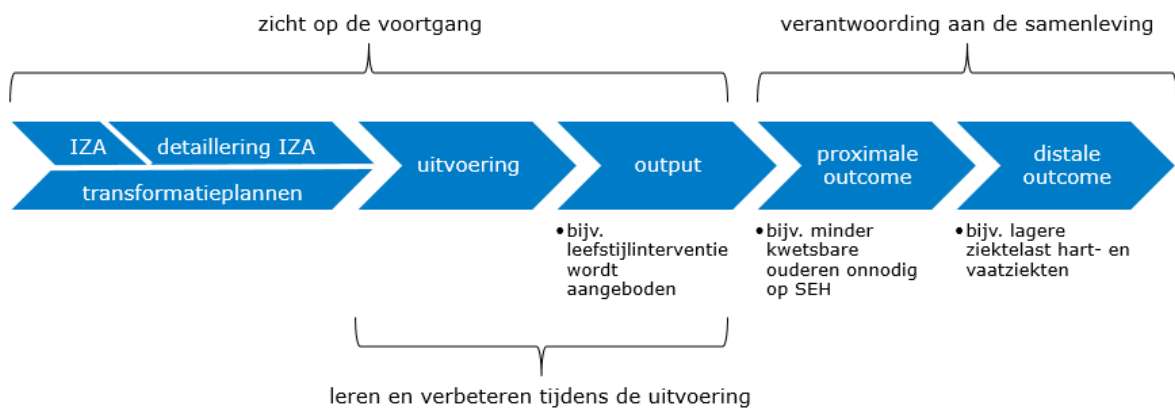 zicht op de voortgang
verantwoording aan de samenleving
IZA
detaillering IZA
transformatieplannen
uitvoering
output
proximale
outcome
distale
outcome
•bijv.
leefstijlinterventie
wordt
aangeboden
•bijv. minder
kwetsbare
ouderen onnodig
op SEH
•bijv. lagere
ziektelast hart- en
vaatziekten
leren en verbeteren tijdens de uitvoering